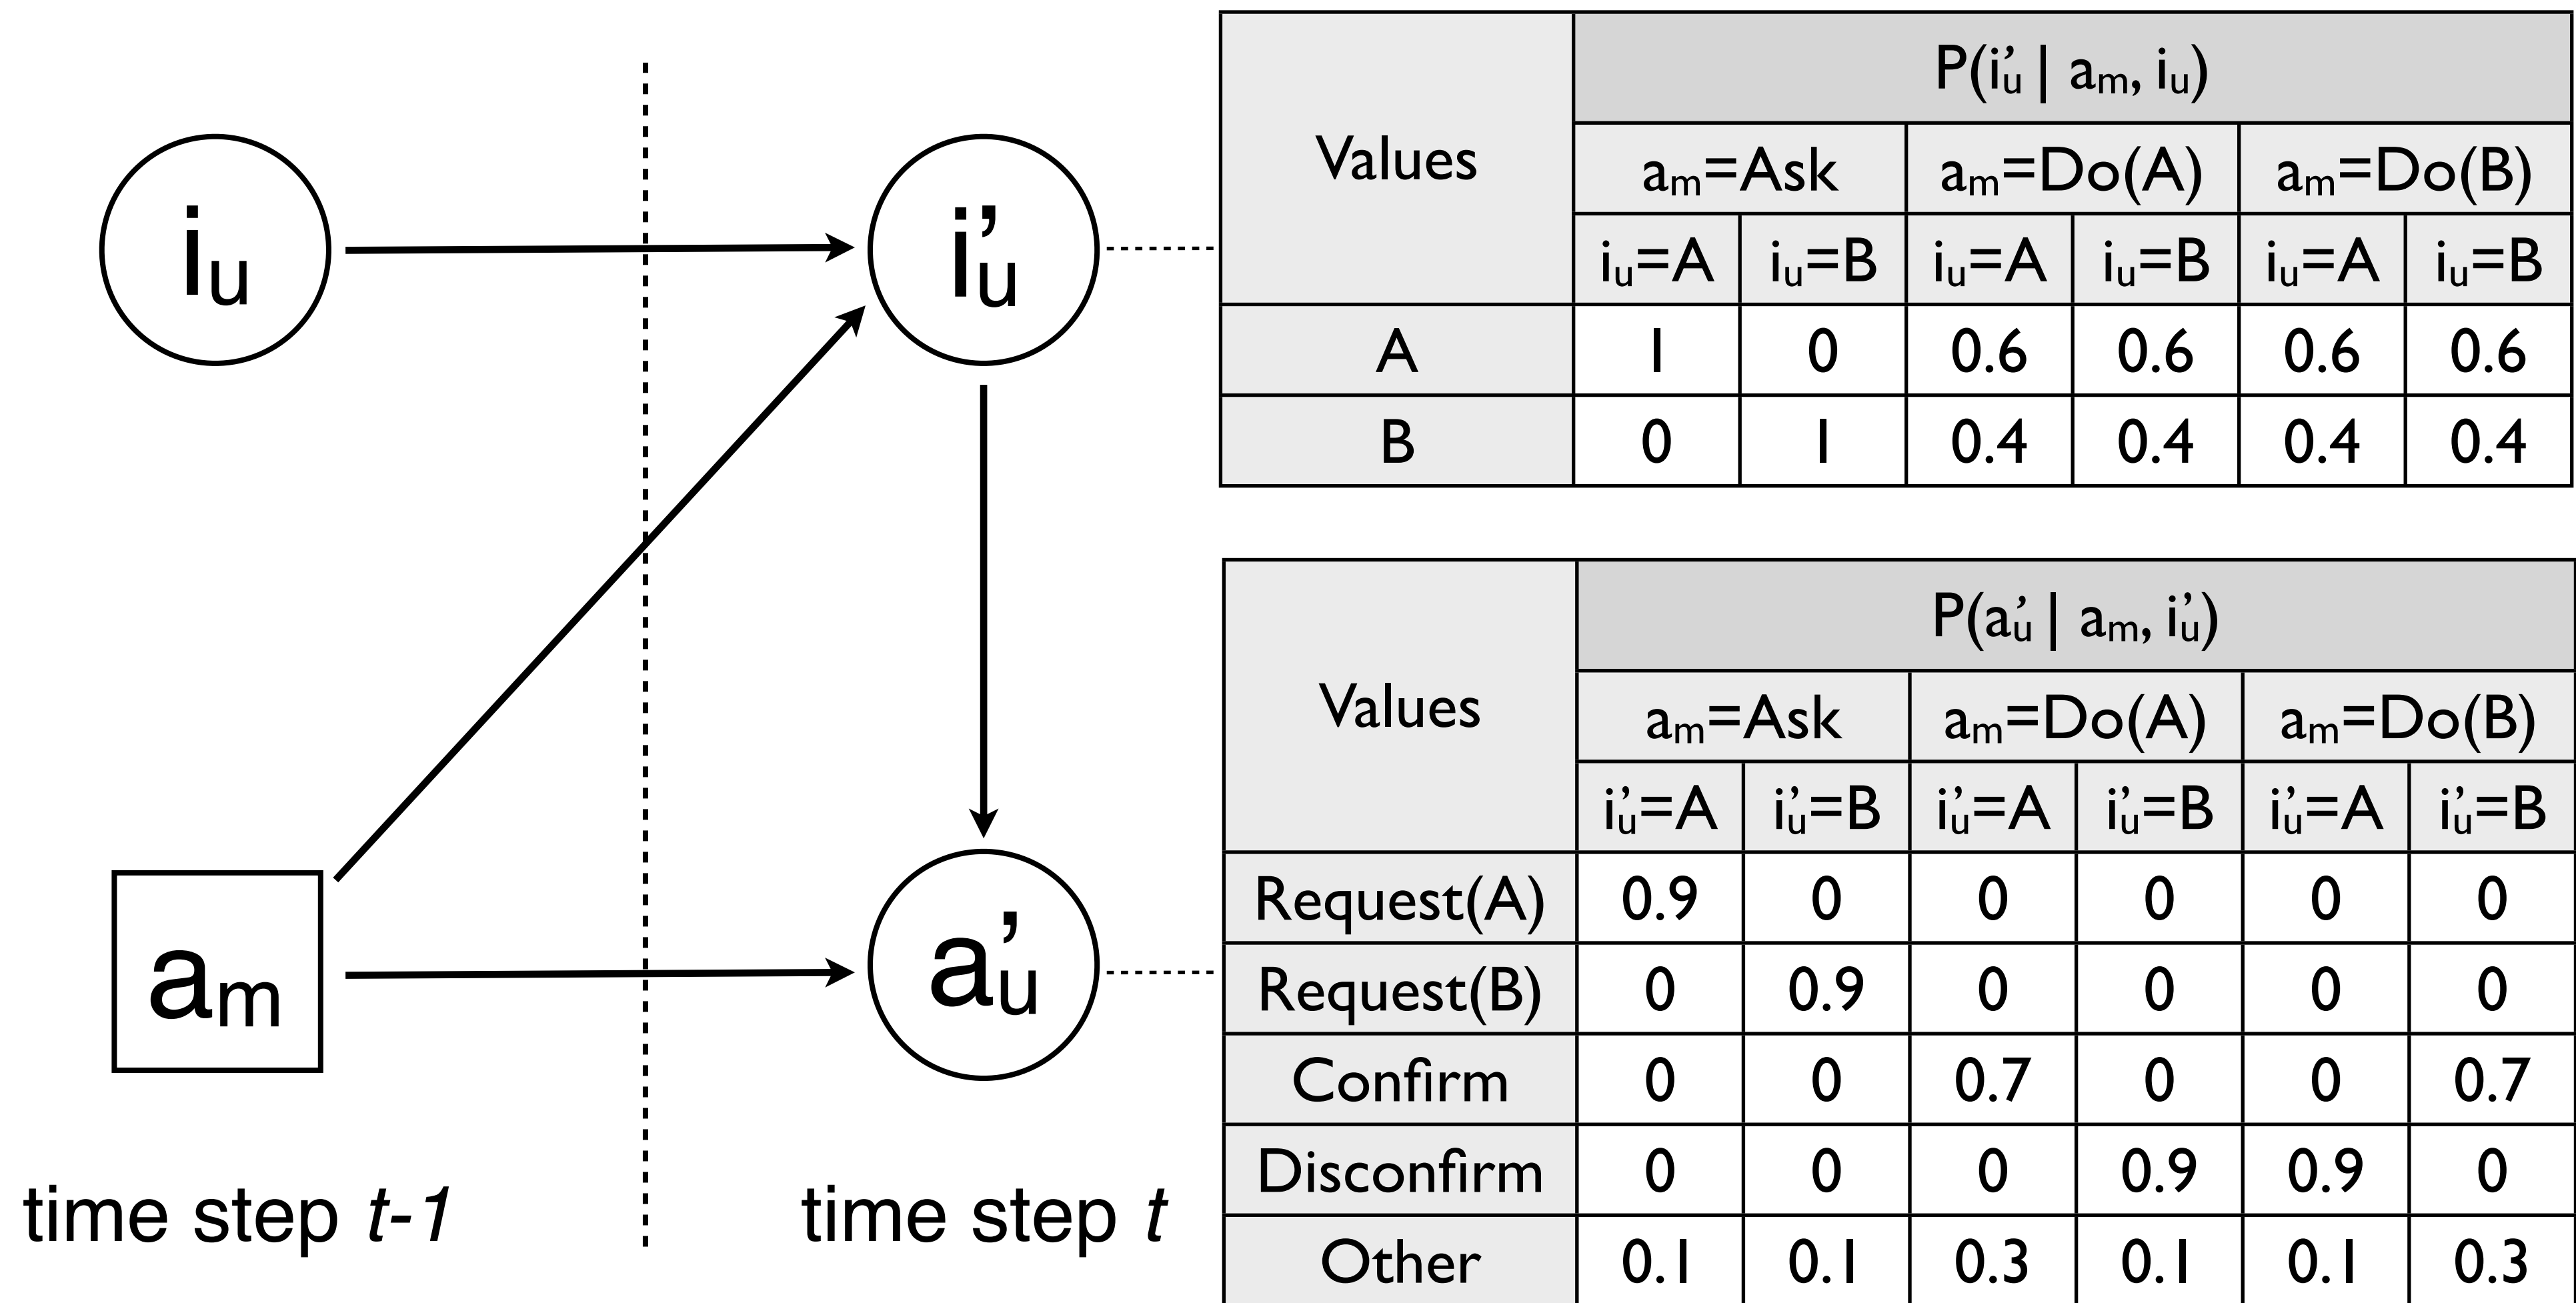 iu
i'u
am
a'u
time step t-1
time step t
Values
P(i'u | am, iu)
am=Ask am=Do(A) am=Do(B)
iu=A iu=B iu=A iu=B iu=A iu=B
A 1 0 0.6 0.6 0.6 0.6
B 0 1 0.4 0.4 0.4 0.4
Values
P(a'u | am, i'u)
am=Ask am=Do(A) am=Do(B)
i'u=A i'u=B i'u=A i'u=B i'u=A i'u=B
Request(A) 0.9 0 0 0 0 0
Request(B) 0 0.9 0 0 0 0
Confirm 0 0 0.7 0 0 0.7
Disconfirm 0 0 0 0.9 0.9 0
Other 0.1 0.1 0.3 0.1 0.1 0.3